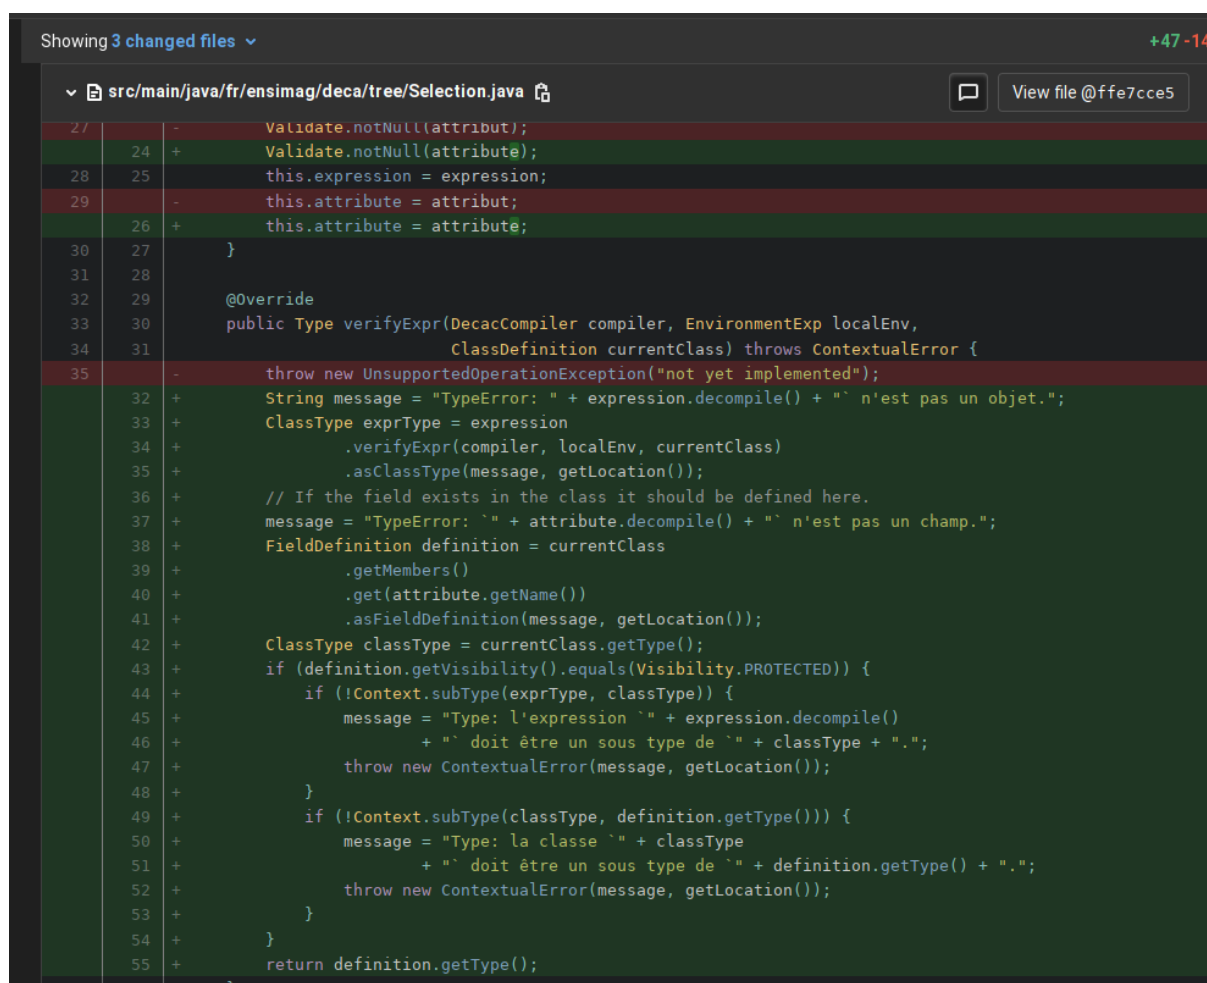 Showing 3 changed files +47 -14
src/main/java/fr/ensimag/deca/tree/Selection.java View file @ffe7cce5
27 - Validate.notNull(attribut);
24 + Validate.notNull(attribute);
28 25 this.expression = expression;
29 - this.attribute = attribut;
26 + this.attribute = attribute;
30 27 }
31 28
32 29 @Override
33 30 public Type verifyExpr(DecacCompiler compiler, EnvironmentExp localEnv,
34 31 ClassDefinition currentClass) throws ContextualError {
35 - throw new UnsupportedOperationException("not yet implemented");
32 + String message = "TypeError: " + expression.decompile() + "` n'est pas un objet.";
33 + ClassType exprType = expression
34 + .verifyExpr(compiler, localEnv, currentClass)
35 + .asClassType(message, getLocation());
36 + // If the field exists in the class it should be defined here.
37 + message = "TypeError: `" + attribute.decompile() + "` n'est pas un champ.";
38 + FieldDefinition definition = currentClass
39 + .getMembers()
40 + .get(attribute.getName())
41 + .asFieldDefinition(message, getLocation());
42 + ClassType classType = currentClass.getType();
43 + if (definition.getVisibility().equals(Visibility.PROTECTED)) {
44 + if (!Context.subType(exprType, classType)) {
45 + message = "Type: l'expression `" + expression.decompile()
46 + + "` doit être un sous type de `" + classType + ".";
47 + throw new ContextualError(message, getLocation());
48 + }
49 + if (!Context.subType(classType, definition.getType())) {
50 + message = "Type: la classe `" + classType
51 + + "` doit être un sous type de `" + definition.getType() + ".";
52 + throw new ContextualError(message, getLocation());
53 + }
54 + }
55 + return definition.getType();